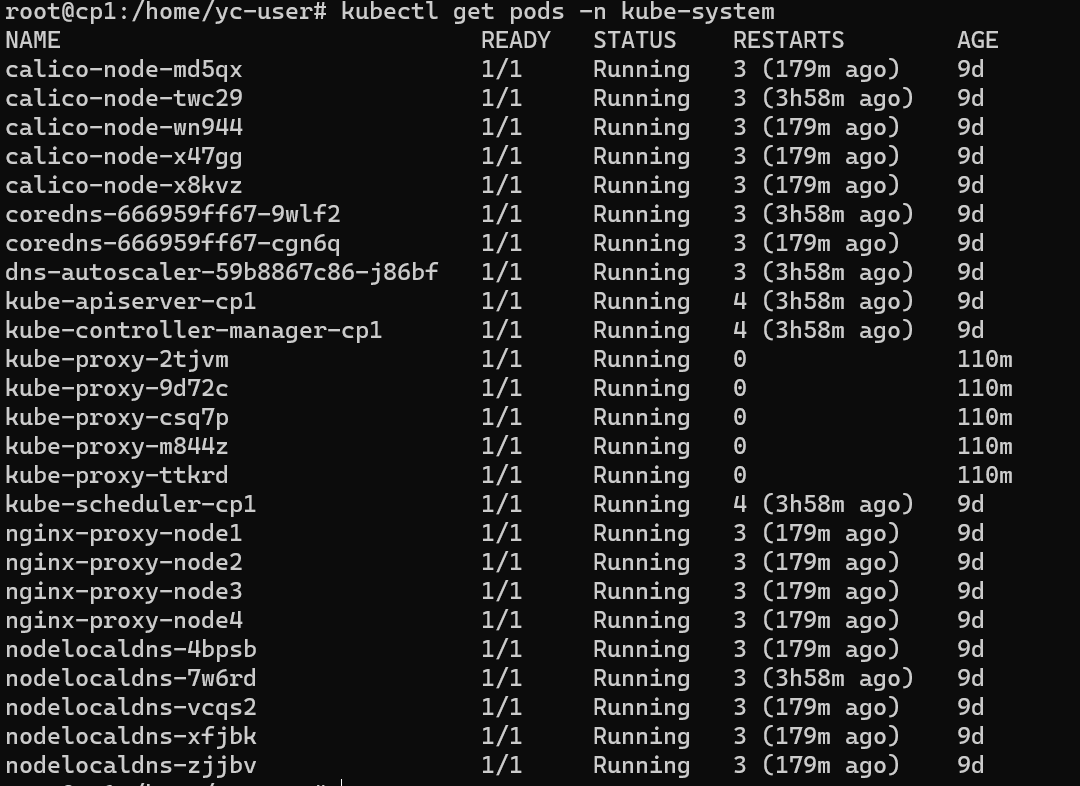 root@cp1:/home/yc-user# kubectl get pods -n kube-system
NAME READY STATUS RESTARTS AGE
calico-node-md5qx 1/1 Running 3 (179m ago) 9d
calico-node-twc29 1/1 Running 3 (3h58m ago) 9d
calico-node-wn944 1/1 Running 3 (179m ago) 9d
calico-node-x47gg 1/1 Running 3 (179m ago) 9d
calico-node-x8kvz 1/1 Running 3 (179m ago) 9d
coredns-666959ff67-9wlf2 1/1 Running 3 (3h58m ago) 9d
coredns-666959ff67-cgn6q 1/1 Running 3 (179m ago) 9d
dns-autoscaler-59b8867c86-j86bf 1/1 Running 3 (3h58m ago) 9d
kube-apiserver-cp1 1/1 Running 4 (3h58m ago) 9d
kube-controller-manager-cp1 1/1 Running 4 (3h58m ago) 9d
kube-proxy-2tjvm 1/1 Running 0 110m
kube-proxy-9d72c 1/1 Running 0 110m
kube-proxy-csq7p 1/1 Running 0 110m
kube-proxy-m844z 1/1 Running 0 110m
kube-proxy-ttkrd 1/1 Running 0 110m
kube-scheduler-cp1 1/1 Running 4 (3h58m ago) 9d
nginx-proxy-node1 1/1 Running 3 (179m ago) 9d
nginx-proxy-node2 1/1 Running 3 (179m ago) 9d
nginx-proxy-node3 1/1 Running 3 (179m ago) 9d
nginx-proxy-node4 1/1 Running 3 (179m ago) 9d
nodelocaldns-4bpsb 1/1 Running 3 (179m ago) 9d
nodelocaldns-7w6rd 1/1 Running 3 (3h58m ago) 9d
nodelocaldns-vcqs2 1/1 Running 3 (179m ago) 9d
nodelocaldns-xfjbk 1/1 Running 3 (179m ago) 9d
nodelocaldns-zjjbv 1/1 Running 3 (179m ago) 9d